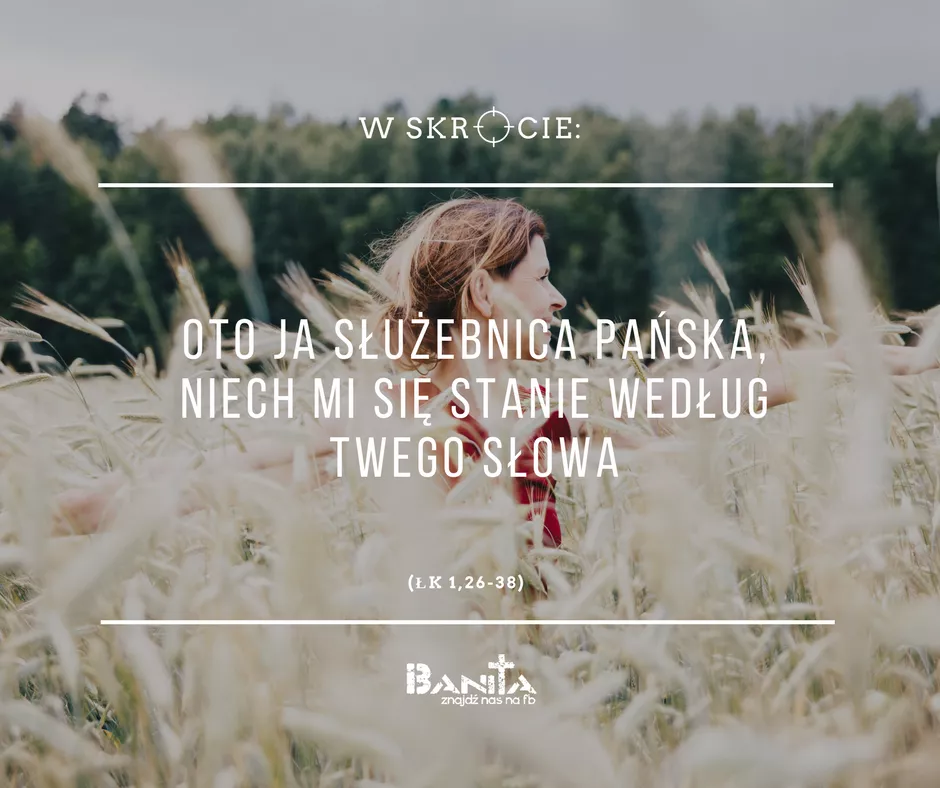 W SKRÓCIE:
OTO JA SŁUŻEBNICA PAŃSKA,
NIECH MI SIĘ STANIE WEDŁUG
TWEGO SŁOWA
(ŁK 1,26-38)
BANITA
znajdź nas na fb